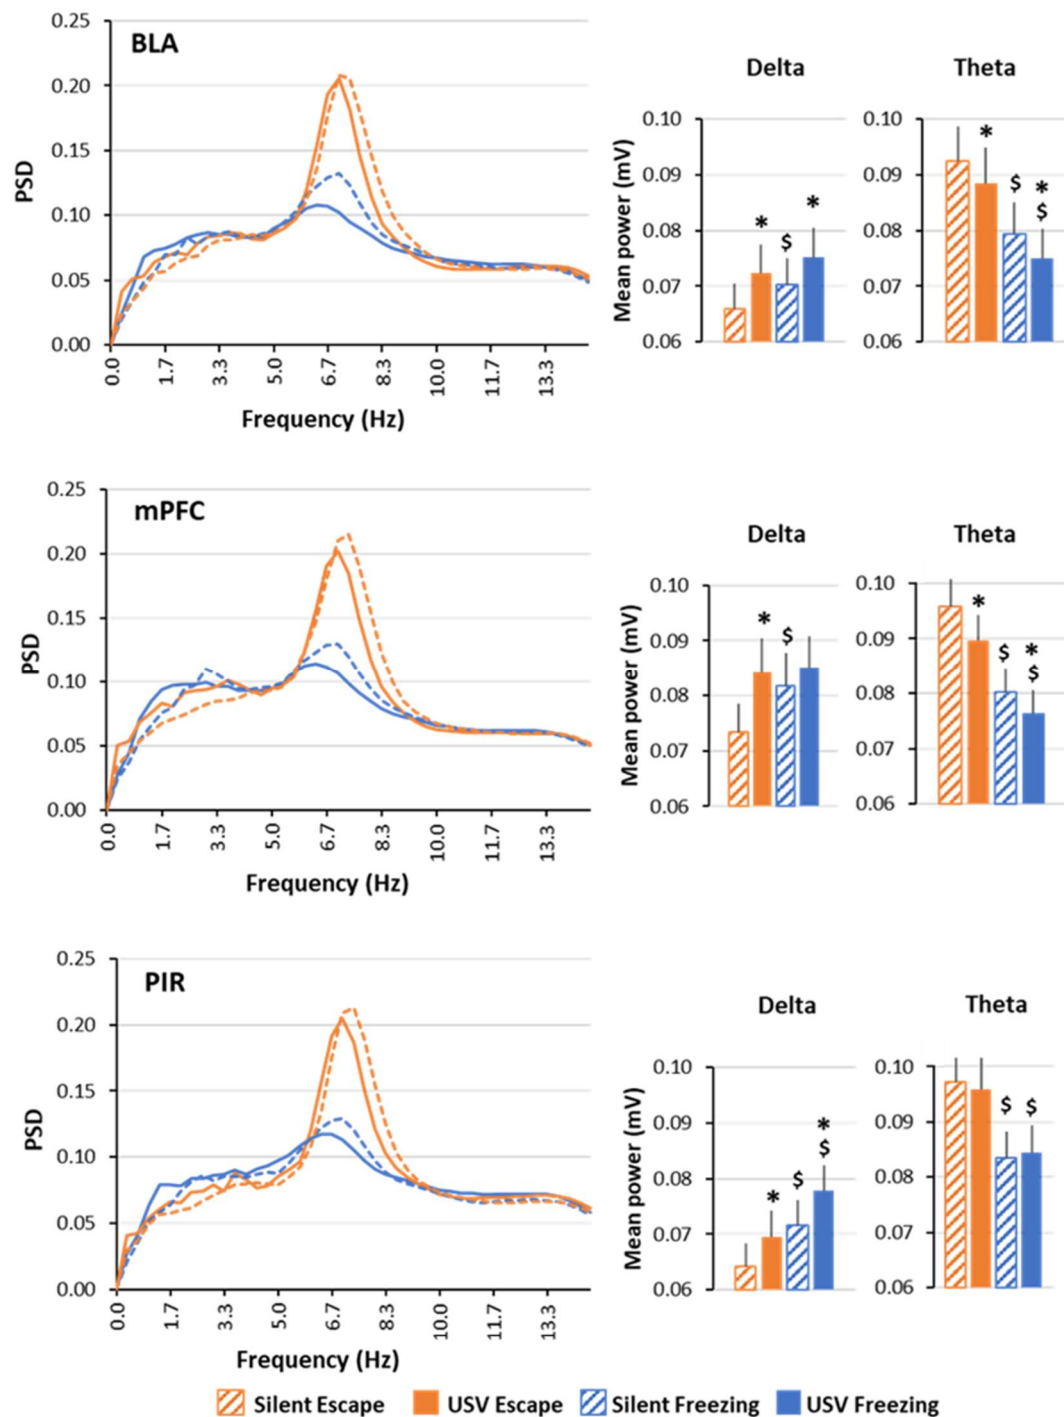 BLA
PSD
0.25
0.20
0.15
0.10
0.05
0.00
0.0 1.7 3.3 5.0 6.7 8.3 10.0 11.7 13.3
Frequency (Hz)
Delta
Mean power (mV)
0.10
0.09
0.08
0.07
0.06
* $ *
Theta
0.10
0.09
0.08
0.07
0.06
* $ * $
mPFC
PSD
0.25
0.20
0.15
0.10
0.05
0.00
0.0 1.7 3.3 5.0 6.7 8.3 10.0 11.7 13.3
Frequency (Hz)
Delta
Mean power (mV)
0.10
0.09
0.08
0.07
0.06
* $
Theta
0.10
0.09
0.08
0.07
0.06
* $ * $
PIR
PSD
0.25
0.20
0.15
0.10
0.05
0.00
0.0 1.7 3.3 5.0 6.7 8.3 10.0 11.7 13.3
Frequency (Hz)
Delta
Mean power (mV)
0.10
0.09
0.08
0.07
0.06
* $ * $
Theta
0.10
0.09
0.08
0.07
0.06
$ $
Silent Escape USV Escape Silent Freezing USV Freezing